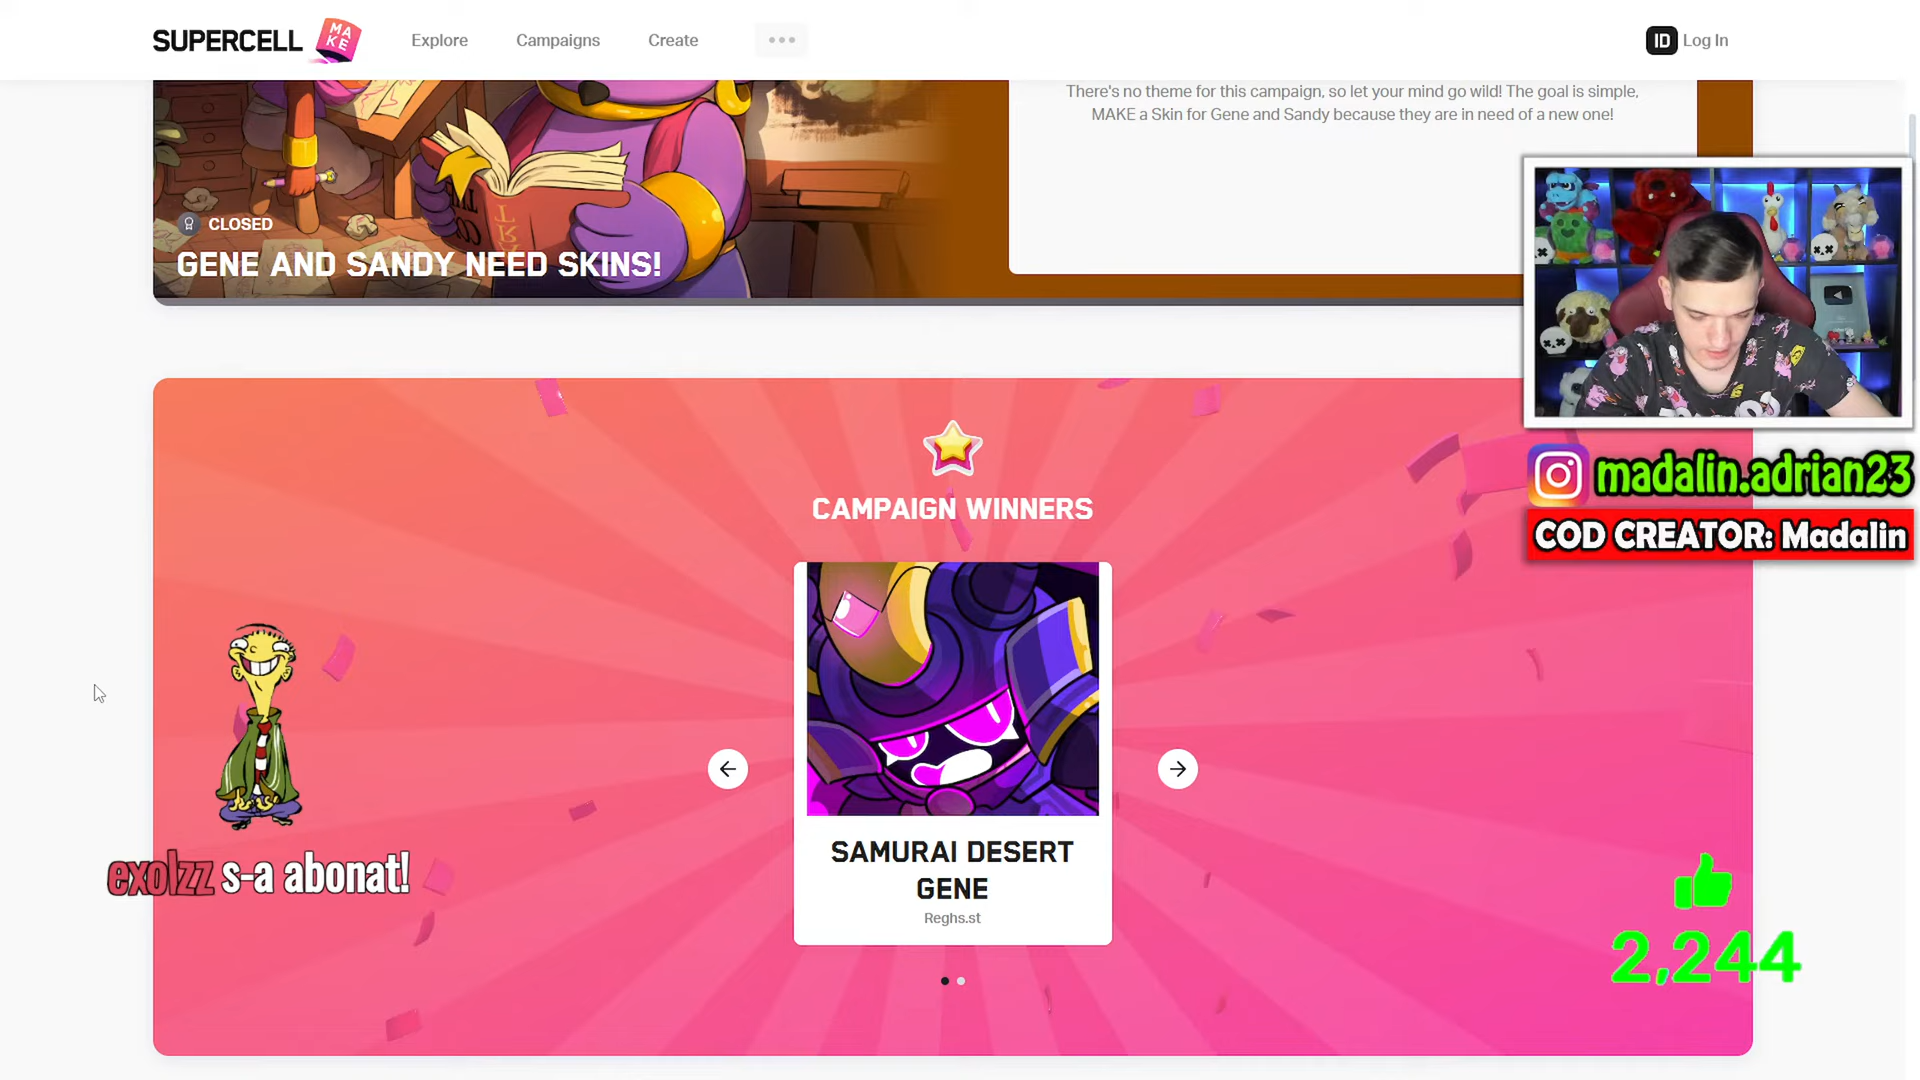 SUPERCELL
MAKE
Explore
Campaigns
Create
ID Log In
There's no theme for this campaign, so let your mind go wild! The goal is simple,
MAKE a Skin for Gene and Sandy because they are in need of a new one!
CLOSED
GENE AND SANDY NEED SKINS!
madalin.adrian23
COD CREATOR: Madalin
CAMPAIGN WINNERS
SAMURAI DESERT
GENE
Reghs.st
exolzz s-a abonat!
2,244